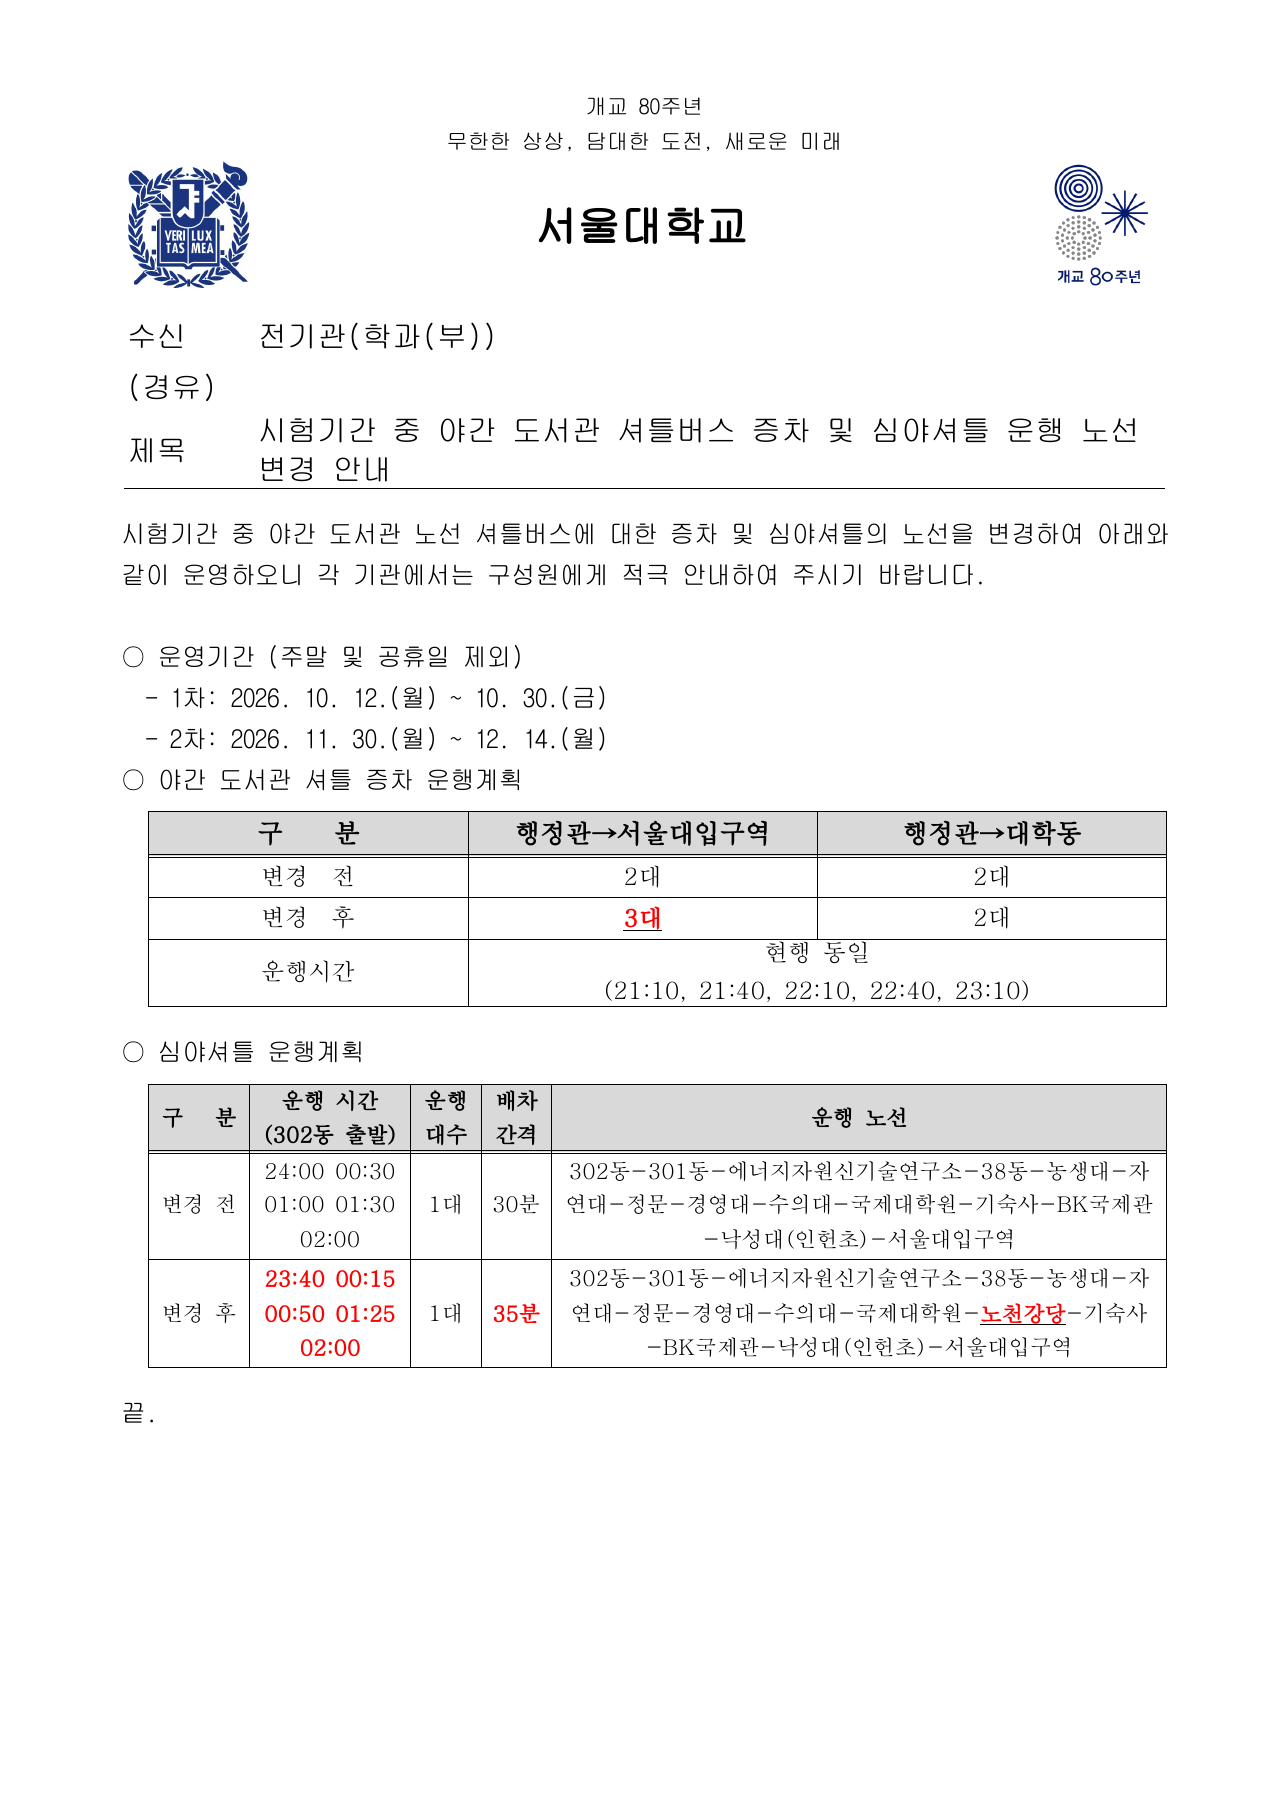 개교 80주년
무한한 상상, 담대한 도전, 새로운 미래
VERI LUX
TAS MEA
서울대학교
개교 80주년
수신 전기관(학과(부))
(경유)
제목 시험기간 중 야간 도서관 셔틀버스 증차 및 심야셔틀 운행 노선
변경 안내
시험기간 중 야간 도서관 노선 셔틀버스에 대한 증차 및 심야셔틀의 노선을 변경하여 아래와
같이 운영하오니 각 기관에서는 구성원에게 적극 안내하여 주시기 바랍니다.
○ 운영기간 (주말 및 공휴일 제외)
- 1차: 2026. 10. 12.(월) ~ 10. 30.(금)
- 2차: 2026. 11. 30.(월) ~ 12. 14.(월)
○ 야간 도서관 셔틀 증차 운행계획
구 분 행정관→서울대입구역 행정관→대학동
변경 전 2대 2대
변경 후 3대 2대
운행시간 현행 동일
(21:10, 21:40, 22:10, 22:40, 23:10)
○ 심야셔틀 운행계획
구 분 운행 시간 (302동 출발) 운행 대수 배차 간격 운행 노선
변경 전 24:00 00:30 01:00 01:30 02:00 1대 30분 302동-301동-에너지자원신기술연구소-38동-농생대-자
연대-정문-경영대-수의대-국제대학원-기숙사-BK국제관
-낙성대(인헌초)-서울대입구역
변경 후 23:40 00:15 00:50 01:25 02:00 1대 35분 302동-301동-에너지자원신기술연구소-38동-농생대-자
연대-정문-경영대-수의대-국제대학원-노천강당-기숙사
-BK국제관-낙성대(인헌초)-서울대입구역
끝.